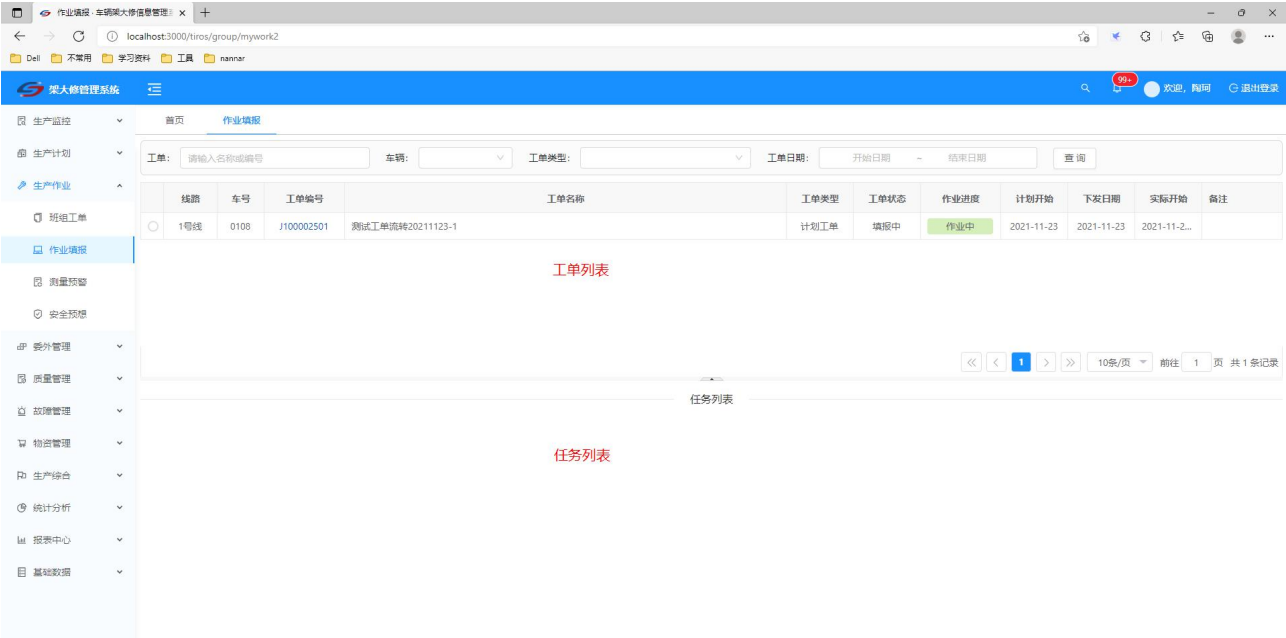 作业填报 · 车辆架大修信息管理
localhost:3000/tiros/group/mywork2
Dell 不常用 学习资料 工具 nannar
架大修管理系统 99+ 欢迎，陶珂 退出登录
首页 作业填报
生产监控
生产计划
生产作业
班组工单
作业填报
测量预警
安全预想
委外管理
质量管理
故障管理
物资管理
生产综合
统计分析
报表中心
基础数据
工单： 请输入名称或编号 车辆： 工单类型： 工单日期： 开始日期 ~ 结束日期 查 询
线路 车号 工单编号 工单名称 工单类型 工单状态 作业进度 计划开始 下发日期 实际开始 备注
1号线 0108 J100002501 测试工单流转20211123-1 计划工单 填报中 作业中 2021-11-23 2021-11-23 2021-11-2...
工单列表
1 10条/页 前往 1 页 共 1 条记录
任务列表
任务列表